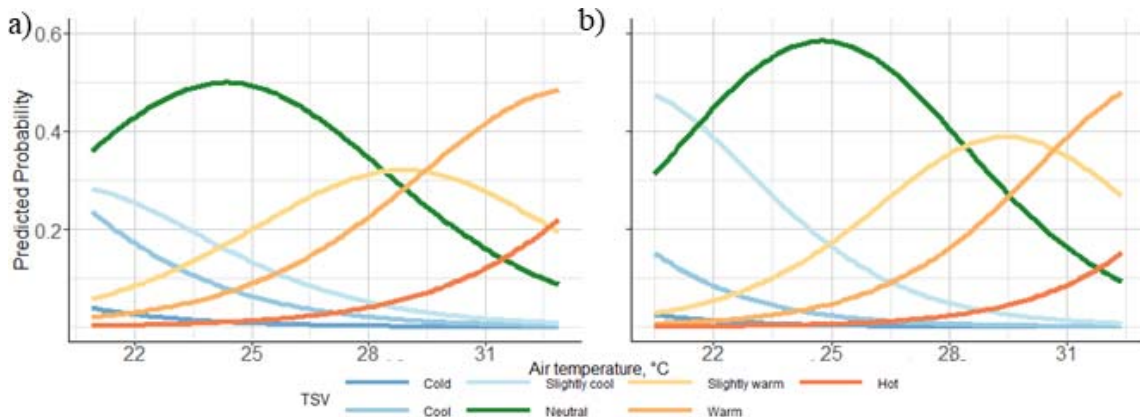 a)
b)
Predicted Probability
0.6
0.4
0.2
22 25 28 31
22 25 28 31
Air temperature, °C
TSV
Cold Slightly cool Slightly warm Hot
Cool Neutral Warm